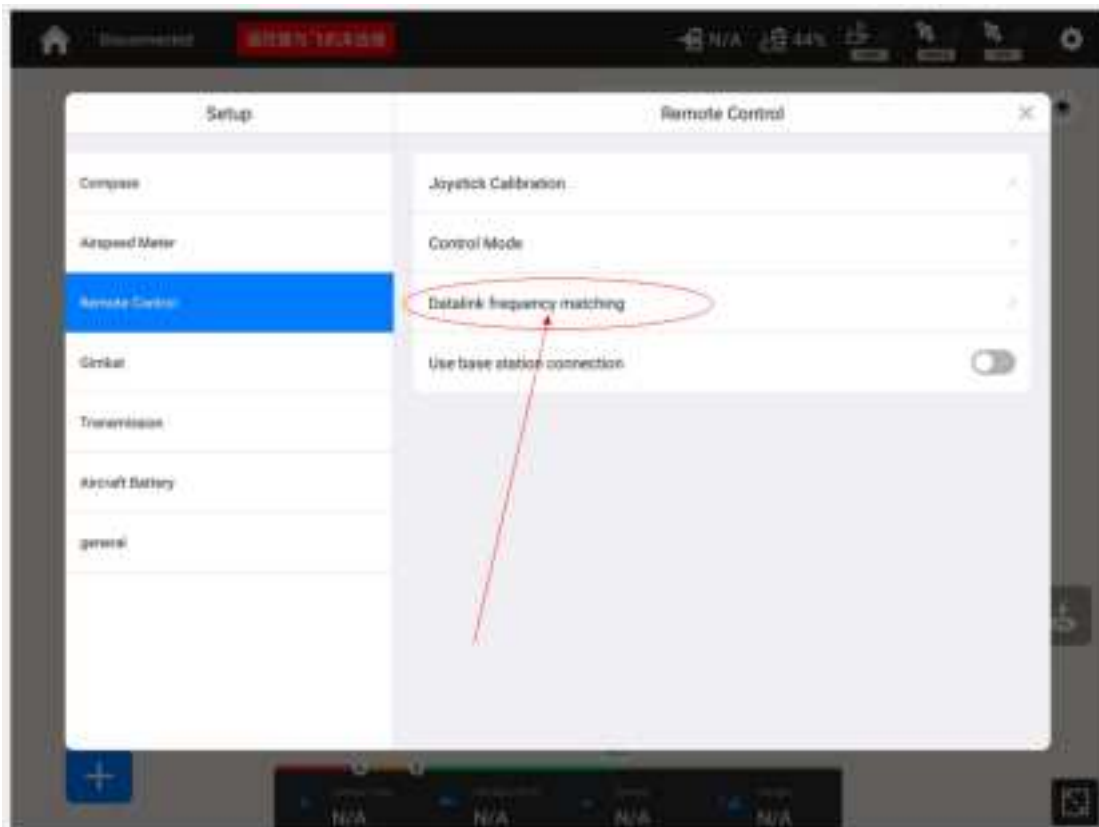 Disconnected
N/A
44%
Setup
Remote Control
Compass
Joystick Calibration
Airspeed Meter
Control Mode
Remote Control
Datalink frequency matching
Gimbal
Use base station connection
Transmission
Aircraft Battery
general
N/A
N/A
N/A
N/A